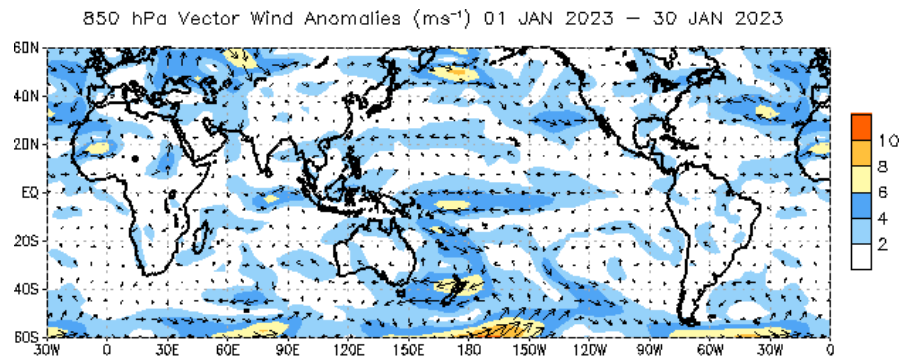 850 hPa Vector Wind Anomalies (ms⁻¹) 01 JAN 2023 – 30 JAN 2023
60N
40N
20N
EQ
20S
40S
60S
30W 0 30E 60E 90E 120E 150E 180 150W 120W 90W 60W 30W 0
10
8
6
4
2